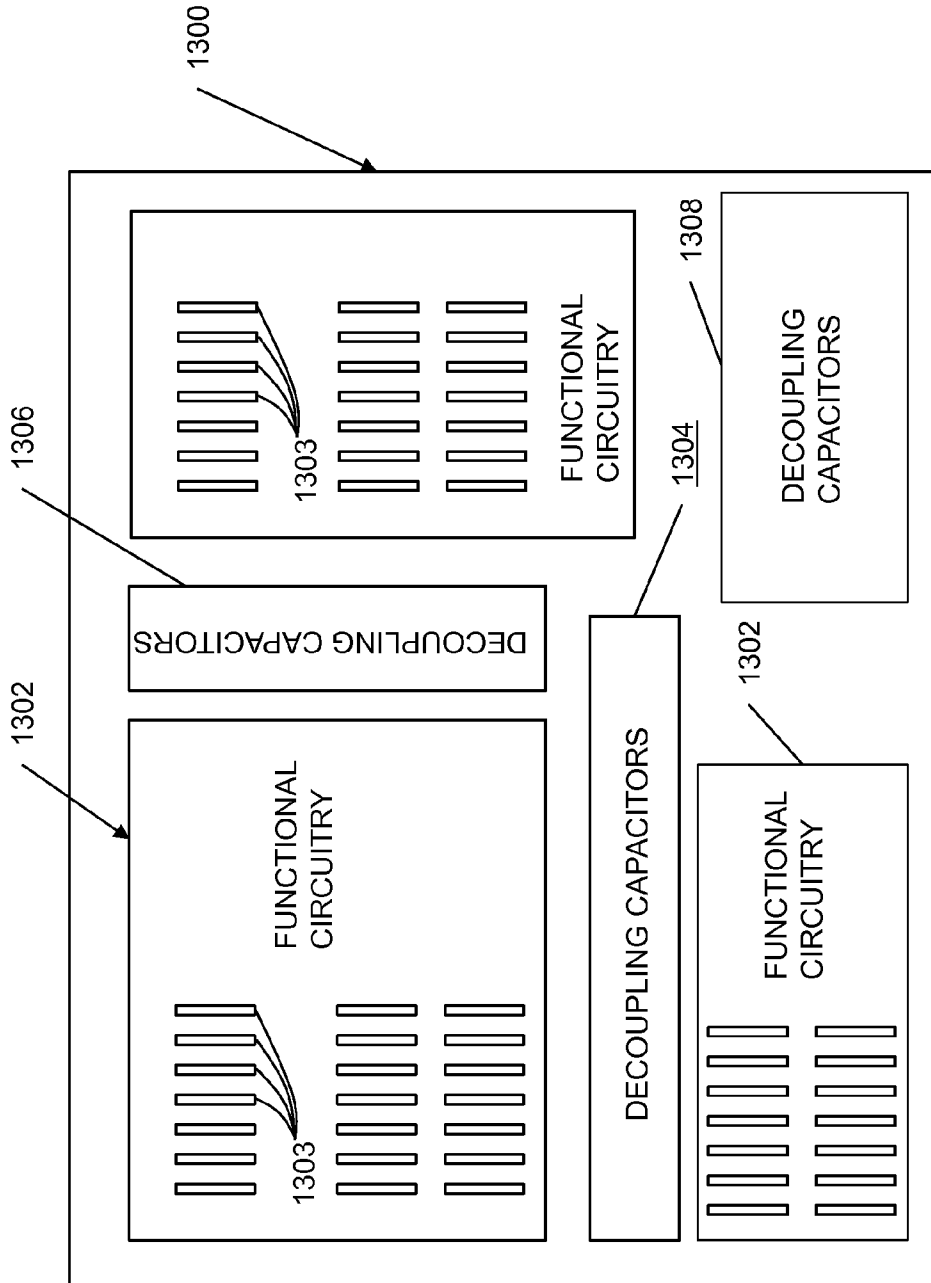 1302
1306
1300
1303
FUNCTIONAL
CIRCUITRY
DECOUPLING CAPACITORS
1303
FUNCTIONAL
CIRCUITRY
DECOUPLING CAPACITORS
1304
1308
1302
FUNCTIONAL
CIRCUITRY
DECOUPLING
CAPACITORS